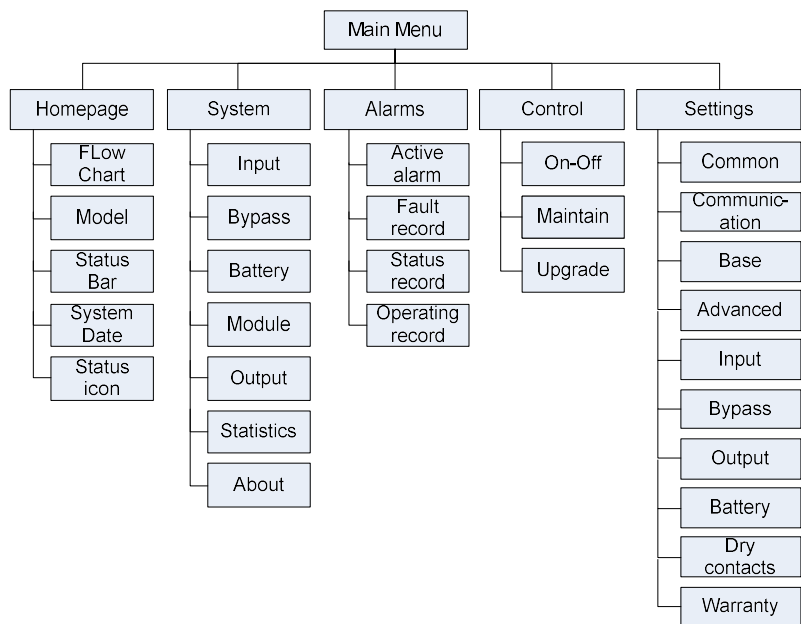 Main Menu
Homepage
FLow
Chart
Model
Status
Bar
System
Date
Status
icon
System
Input
Bypass
Battery
Module
Output
Statistics
About
Alarms
Active
alarm
Fault
record
Status
record
Operating
record
Control
On-Off
Maintain
Upgrade
Settings
Common
Communic-
ation
Base
Advanced
Input
Bypass
Output
Battery
Dry
contacts
Warranty